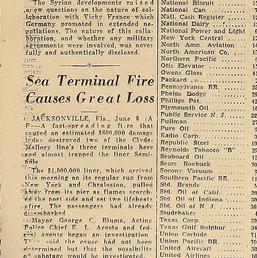 The Syrian developments raised
new questions as the nature of col-
laboration with Vichy France which
Germany promoted in extended ne-
gotiations. The nature of this colla-
boration, and whether any military
agreements were involved, was never
fully and authentically disclosed.
Sea Terminal Fire
Causes Great Loss
JACKSONVILLE, Fla., June 8 (A
P)—A fast-spreading fire that
caused an estimated $800,000 damage
today destroyed two of the Clyde-
Mallory line's three terminals here
and almost trapped the liner Semi-
nole
The $1,500,000 liner, which arrived
this morning on its regular run from
New York and Charleston, pulled
away from its pier as flames scorch-
ed the port side and set two lifeboats
afire. The passengers had already
disembarked
Mayor George C. Blume, Acting
Police Chief E. L. Acosta and fed-
eral agents began an investigation.
They said the cause had not been
determined but that the possibility
of sabotage would be investigated.
National Biscuit
National Can
Natl. Cash Register
National Dairy
National Power and Light
New York Central
North Amn. Aviation
North American Co.
Northern Pacific
Otis Elevator
Owens Glass
Packard
Pennsylvania RR.
Phelps Dodge
Phillips Pet.
Plymouth Oil
Public Service N. J.
Pullman
Pure Oil
Radio Corp.
Republic Steel
Reynolds Tobacco "B"
Seaboard Oil
Sears Roebuck
Socony Vacuum
Southern Pacific RR.
Std. Brands
Std. Oil of Calif.
Std. Oil of Indiana
Std. Oil of N. J.
Studebaker
Texas Corp.
Texas Gulf Sulphur
Union Carbide
Union Pacific RR.
United Aircraft
United Airlines